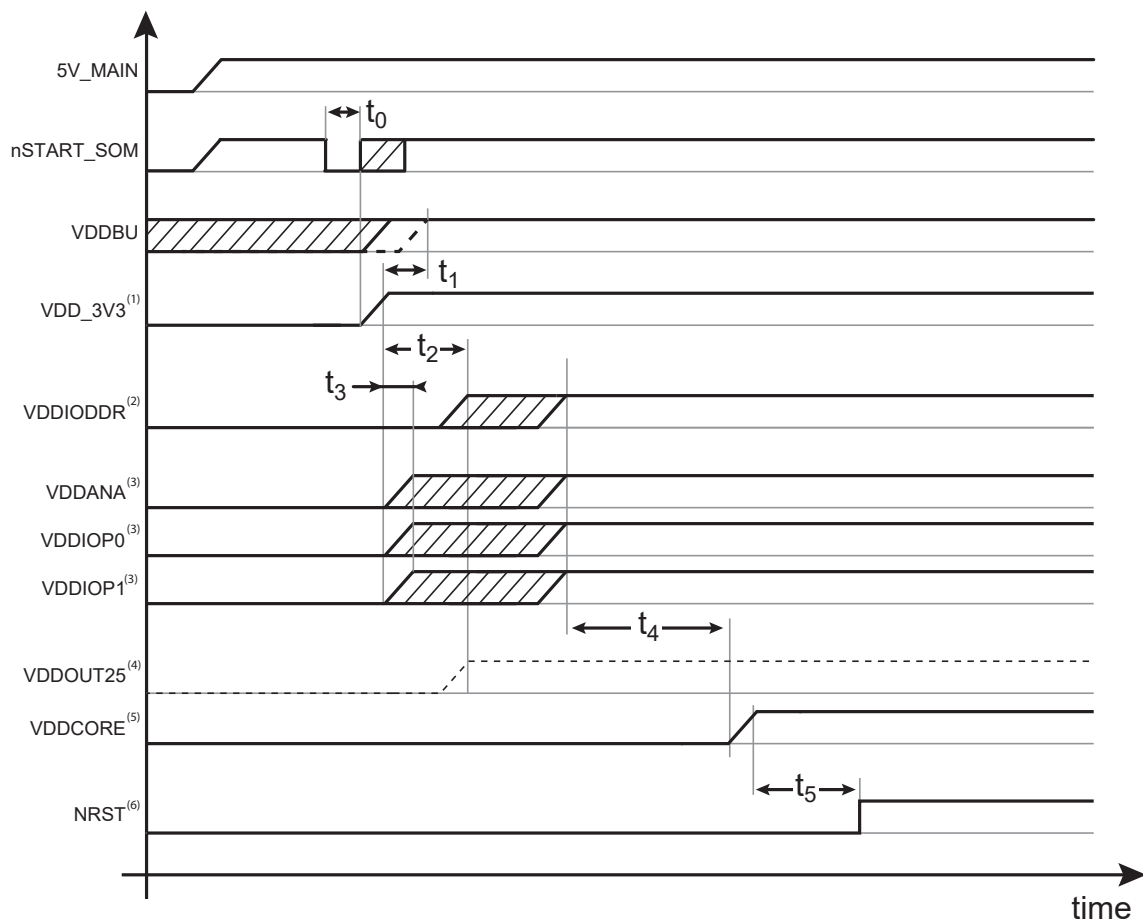 5V_MAIN
t0
nSTART_SOM
VDDBU
t1
VDD_3V3(1)
t2
t3
VDDIODDR(2)
VDDANA(3)
VDDIOP0(3)
VDDIOP1(3)
t4
VDDOUT25(4)
VDDCORE(5)
t5
NRST(6)
time